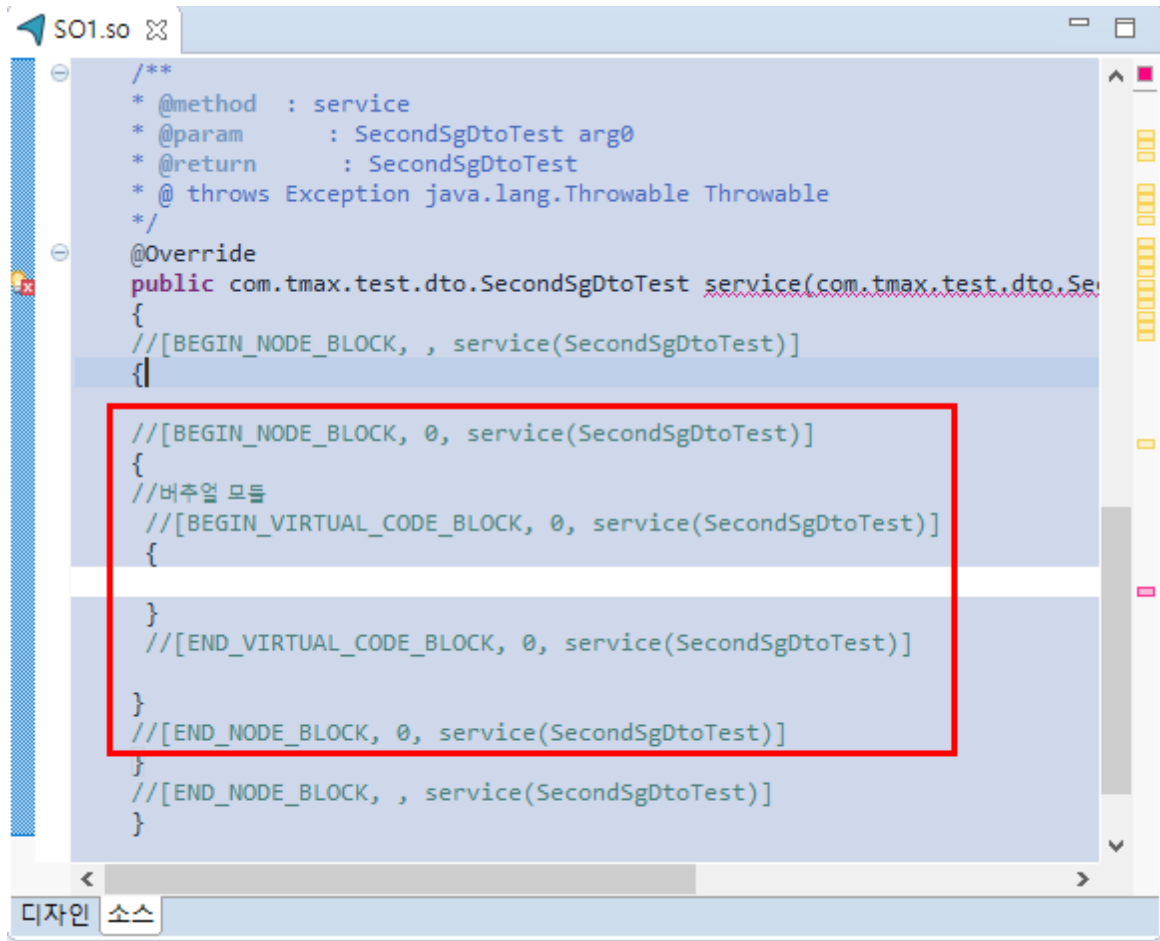 SO1.so
/**
* @method : service
* @param : SecondSgDtoTest arg0
* @return : SecondSgDtoTest
* @ throws Exception java.lang.Throwable Throwable
*/
@Override
public com.tmax.test.dto.SecondSgDtoTest service(com.tmax.test.dto.Se
{
//[BEGIN_NODE_BLOCK, , service(SecondSgDtoTest)]
{
//[BEGIN_NODE_BLOCK, 0, service(SecondSgDtoTest)]
{
//버추얼 모듈
//[BEGIN_VIRTUAL_CODE_BLOCK, 0, service(SecondSgDtoTest)]
{
}
//[END_VIRTUAL_CODE_BLOCK, 0, service(SecondSgDtoTest)]
}
//[END_NODE_BLOCK, 0, service(SecondSgDtoTest)]
}
//[END_NODE_BLOCK, , service(SecondSgDtoTest)]
}
디자인 소스